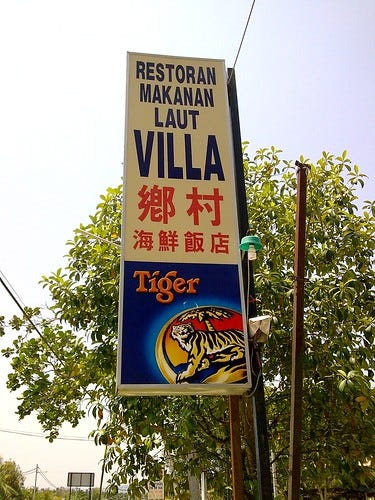 RESTORAN
MAKANAN
LAUT
VILLA
鄉村
海鮮飯店
Tiger